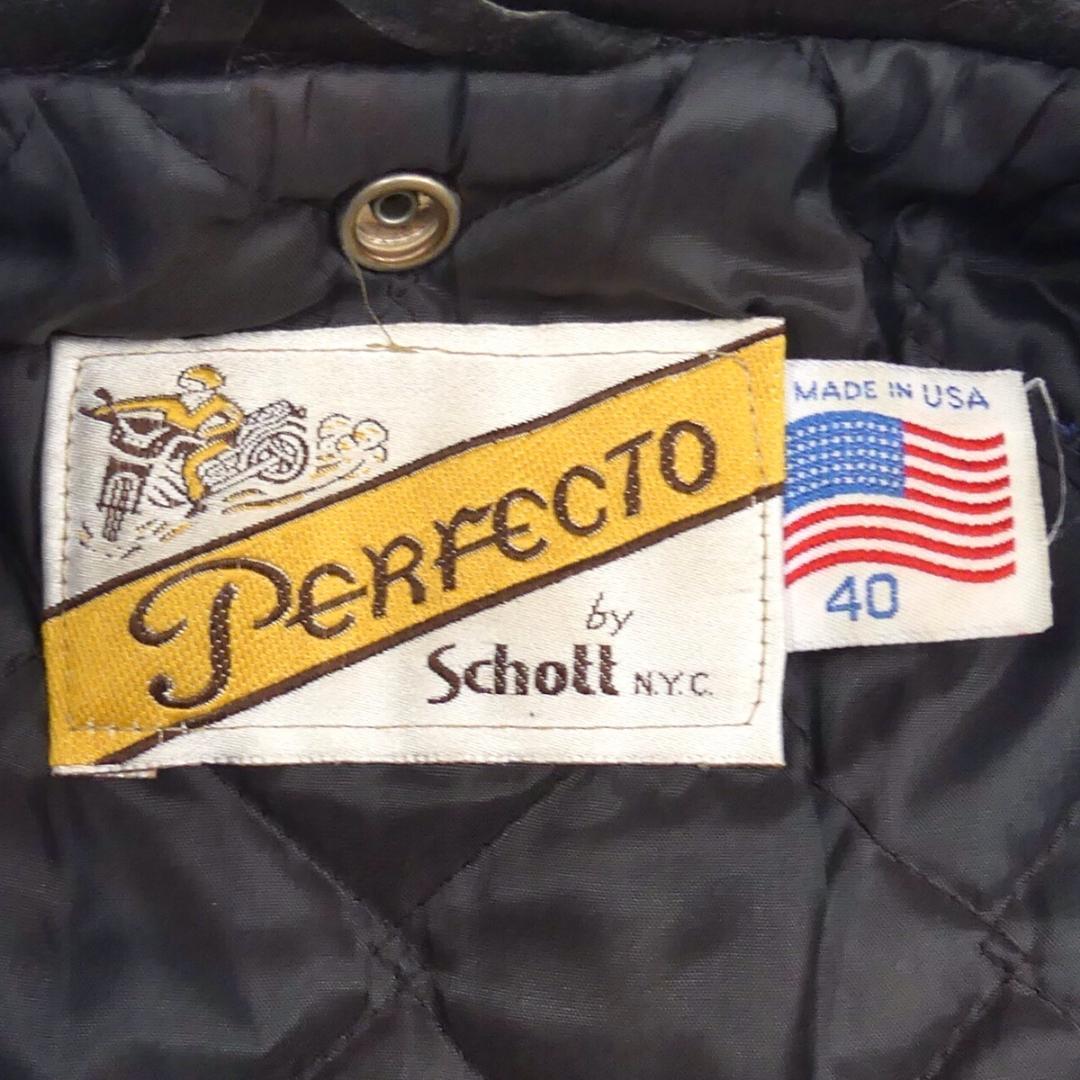 PERFECTO
by
Schott N.Y.C.
MADE IN USA
40